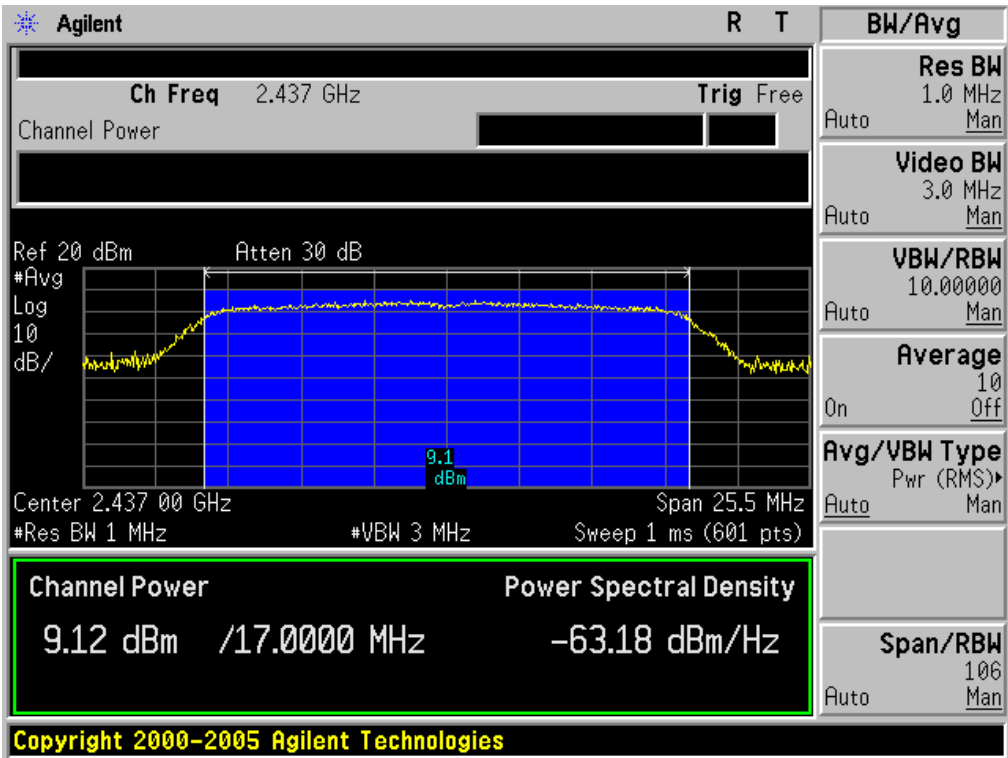 Agilent R T
Ch Freq 2.437 GHz Trig Free
Channel Power
Ref 20 dBm Atten 30 dB
#Avg
Log
10
dB/
9.1
dBm
Center 2.437 00 GHz Span 25.5 MHz
#Res BW 1 MHz #VBW 3 MHz Sweep 1 ms (601 pts)
Channel Power Power Spectral Density
9.12 dBm /17.0000 MHz -63.18 dBm/Hz
Copyright 2000-2005 Agilent Technologies
BW/Avg
Res BW
1.0 MHz
Auto Man
Video BW
3.0 MHz
Auto Man
VBW/RBW
10.00000
Auto Man
Average
10
On Off
Avg/VBW Type
Pwr (RMS)▸
Auto Man
Span/RBW
106
Auto Man